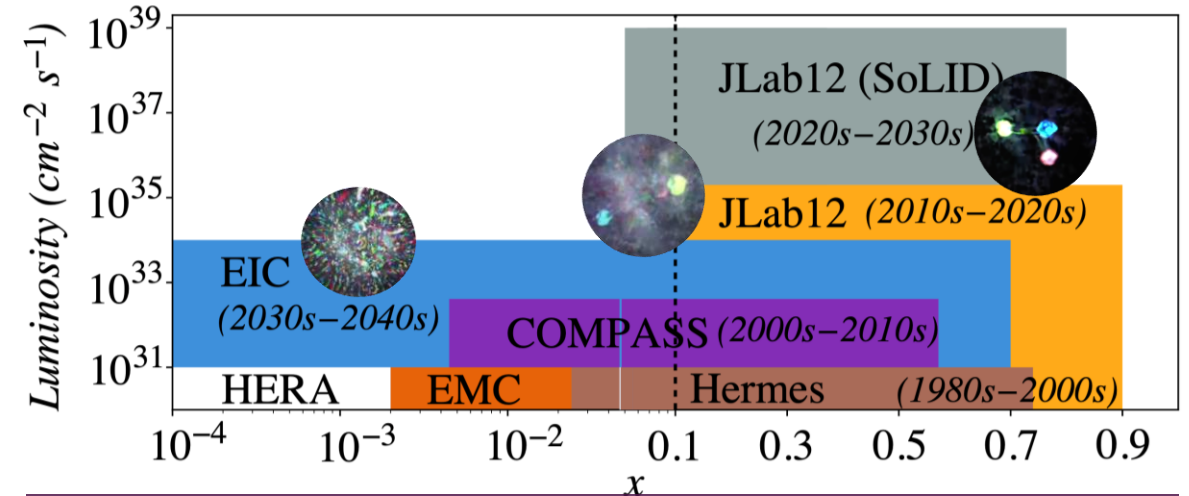 Luminosity (cm−2 s−1)
10^39
10^37
10^35
10^33
10^31
JLab12 (SoLID)
(2020s−2030s)
JLab12 (2010s−2020s)
EIC
(2030s−2040s)
COMPASS (2000s−2010s)
HERA EMC Hermes (1980s−2000s)
10^−4 10^−3 10^−2 0.1 0.3 0.5 0.7 0.9
x